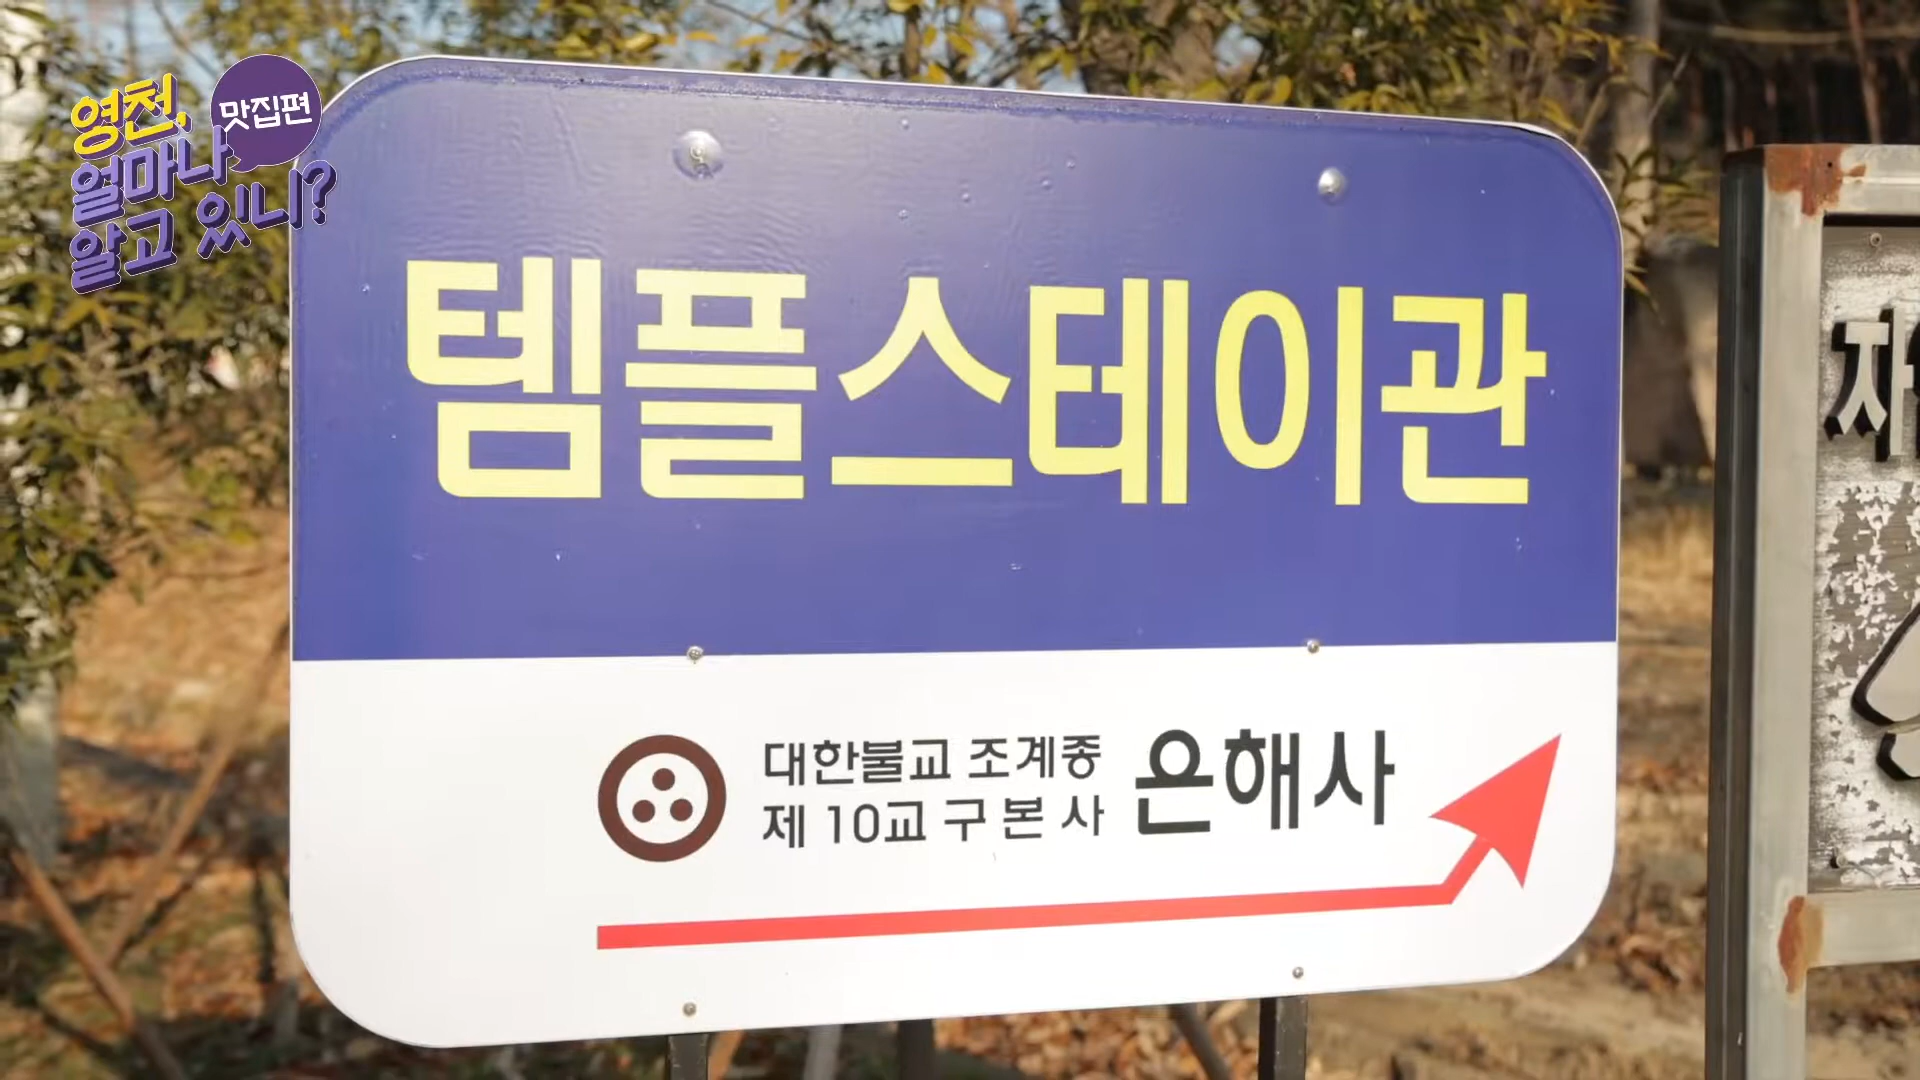 영천,
맛집편
얼마나
알고 있니?
템플스테이관
대한불교 조계종
제 10교 구 본 사
은해사
자